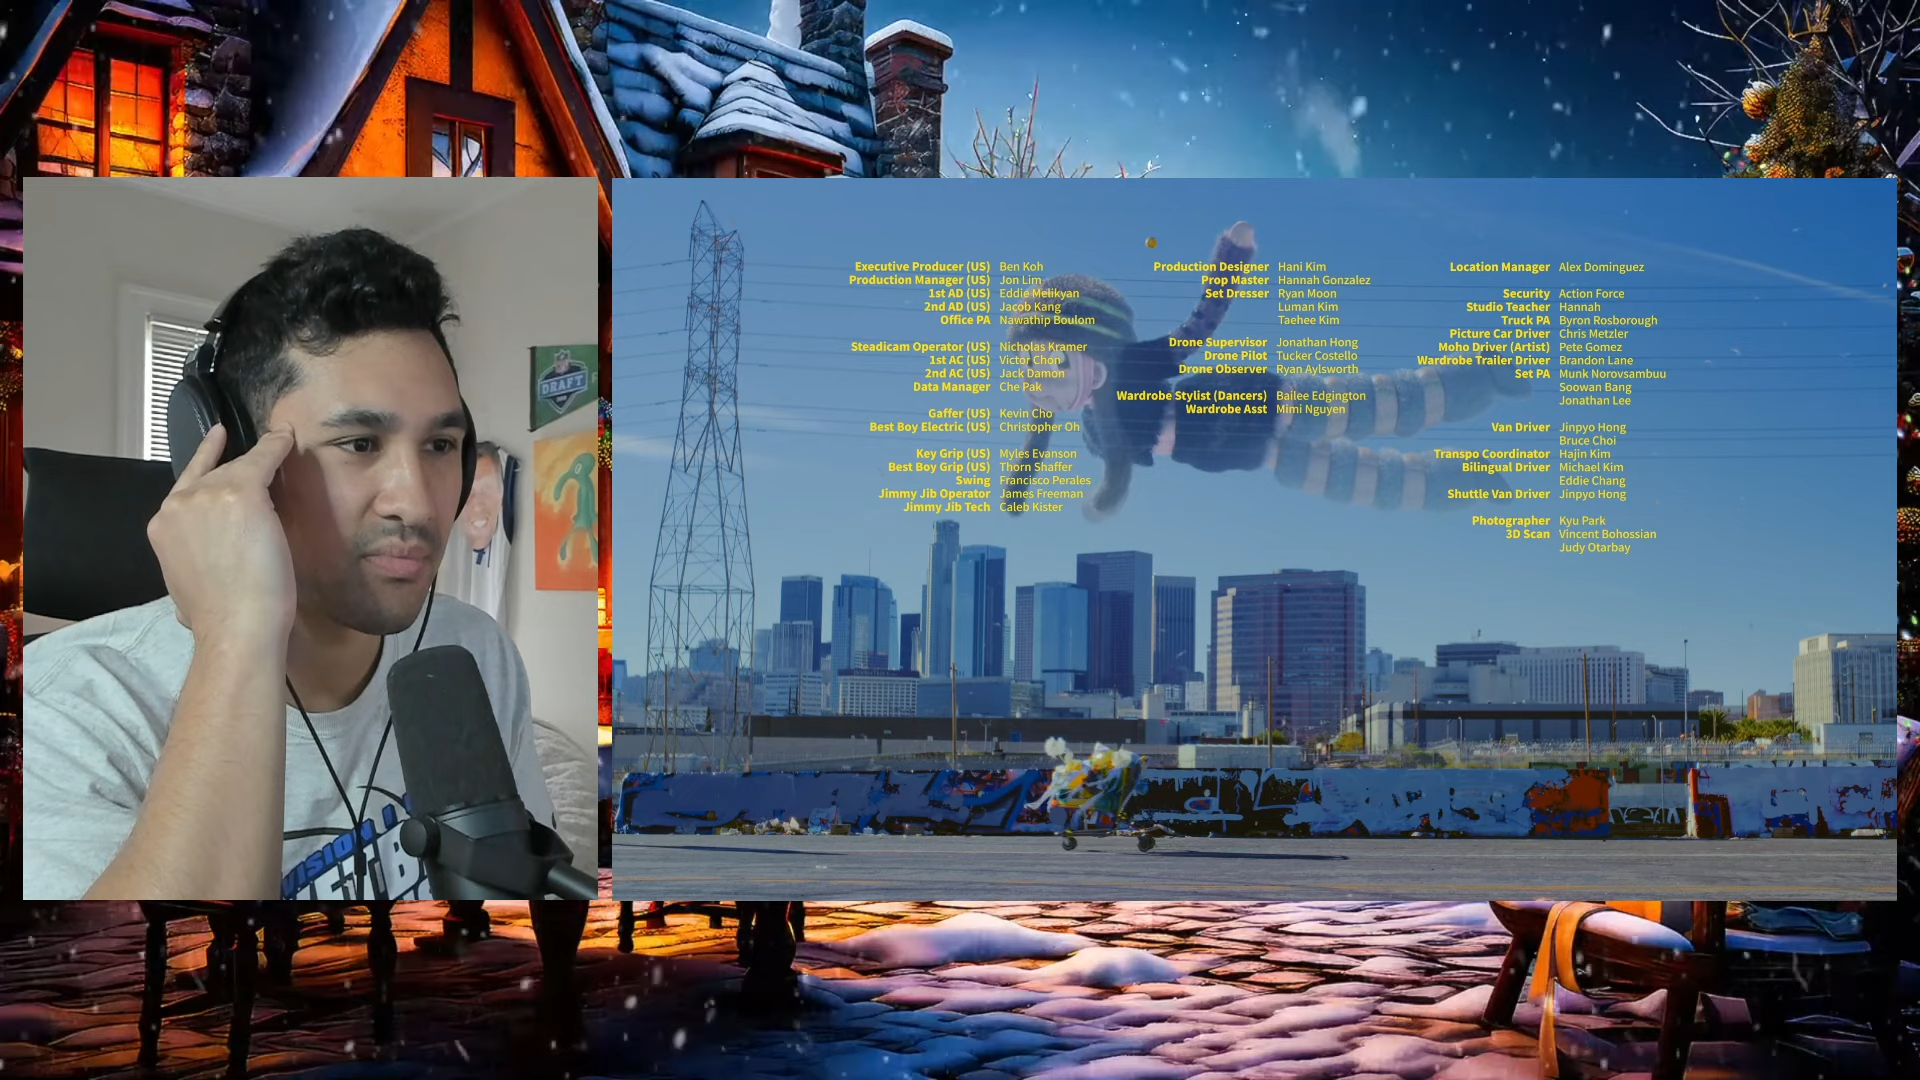 Executive Producer (US) Ben Koh
Production Manager (US) Jon Lim
1st AD (US) Eddie Melikyan
2nd AD (US) Jacob Kang
Office PA Nawathip Boulom
Steadicam Operator (US) Nicholas Kramer
1st AC (US) Victor Chon
2nd AC (US) Jack Damon
Data Manager Che Pak
Gaffer (US) Kevin Cho
Best Boy Electric (US) Christopher Oh
Key Grip (US) Myles Evanson
Best Boy Grip (US) Thorn Shaffer
Swing Francisco Perales
Jimmy Jib Operator James Freeman
Jimmy Jib Tech Caleb Kister
Production Designer Hani Kim
Prop Master Hannah Gonzalez
Set Dresser Ryan Moon
Luman Kim
Taehee Kim
Drone Supervisor Jonathan Hong
Drone Pilot Tucker Costello
Drone Observer Ryan Aylsworth
Wardrobe Stylist (Dancers) Bailee Edgington
Wardrobe Asst Mimi Nguyen
Location Manager Alex Dominguez
Security Action Force
Studio Teacher Hannah
Truck PA Byron Rosborough
Picture Car Driver Chris Metzler
Moho Driver (Artist) Pete Gomez
Wardrobe Trailer Driver Brandon Lane
Set PA Munk Norovsambuu
Soowan Bang
Jonathan Lee
Van Driver Jinpyo Hong
Bruce Choi
Transpo Coordinator Hajin Kim
Bilingual Driver Michael Kim
Eddie Chang
Shuttle Van Driver Jinpyo Hong
Photographer Kyu Park
3D Scan Vincent Bohossian
Judy Otarbay
DRAFT